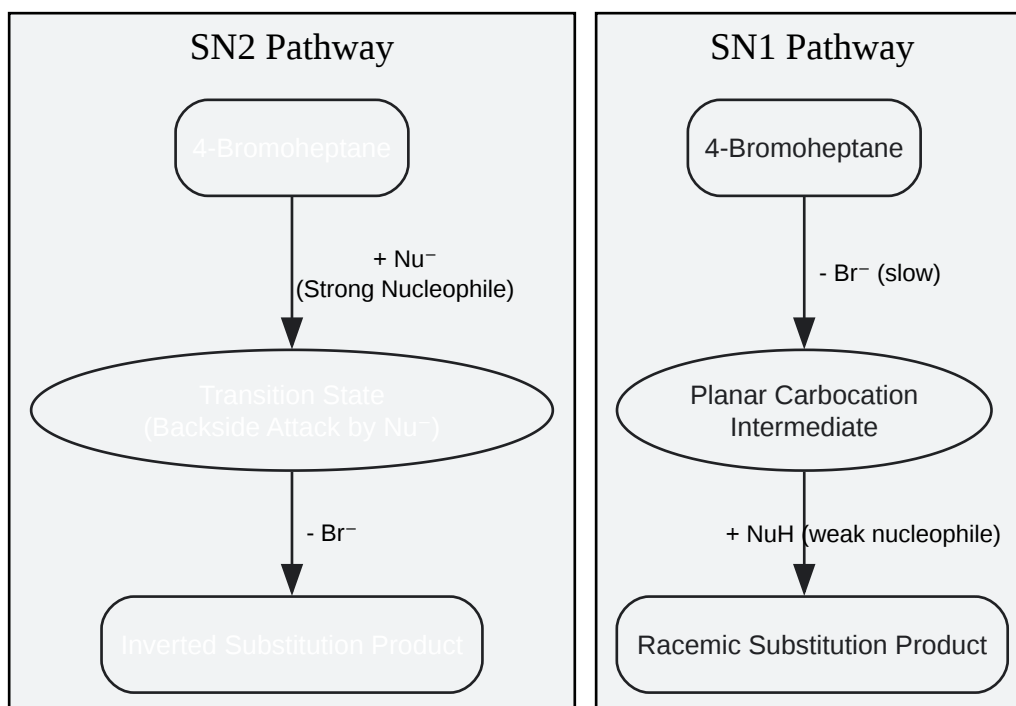 SN2 Pathway
4-Bromoheptane
+ Nu⁻
(Strong Nucleophile)
Transition State
(Backside Attack by Nu⁻)
- Br⁻
Inverted Substitution Product
SN1 Pathway
4-Bromoheptane
- Br⁻ (slow)
Planar Carbocation
Intermediate
+ NuH (weak nucleophile)
Racemic Substitution Product